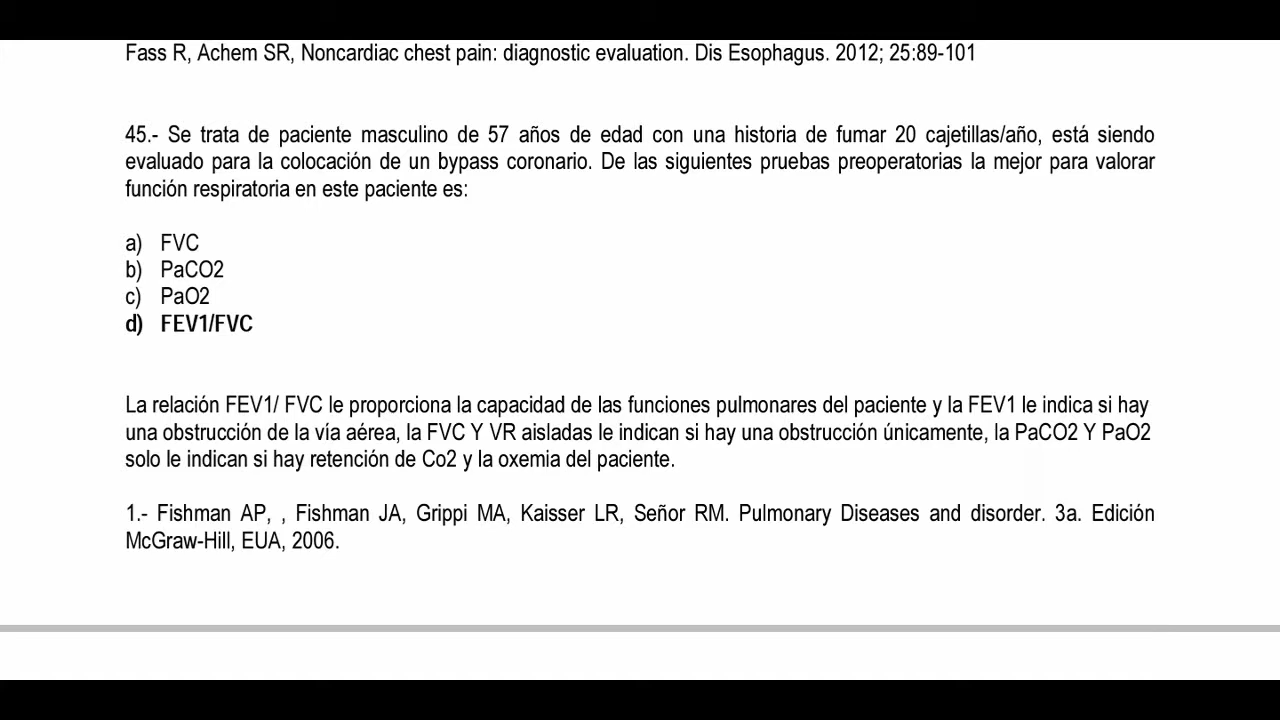 Fass R, Achem SR, Noncardiac chest pain: diagnostic evaluation. Dis Esophagus. 2012; 25:89-101
45.- Se trata de paciente masculino de 57 años de edad con una historia de fumar 20 cajetillas/año, está siendo
evaluado para la colocación de un bypass coronario. De las siguientes pruebas preoperatorias la mejor para valorar
función respiratoria en este paciente es:
a) FVC
b) PaCO2
c) PaO2
d) FEV1/FVC
La relación FEV1/ FVC le proporciona la capacidad de las funciones pulmonares del paciente y la FEV1 le indica si hay
una obstrucción de la vía aérea, la FVC Y VR aisladas le indican si hay una obstrucción únicamente, la PaCO2 Y PaO2
solo le indican si hay retención de Co2 y la oxemia del paciente.
1.- Fishman AP, , Fishman JA, Grippi MA, Kaisser LR, Señor RM. Pulmonary Diseases and disorder. 3a. Edición
McGraw-Hill, EUA, 2006.